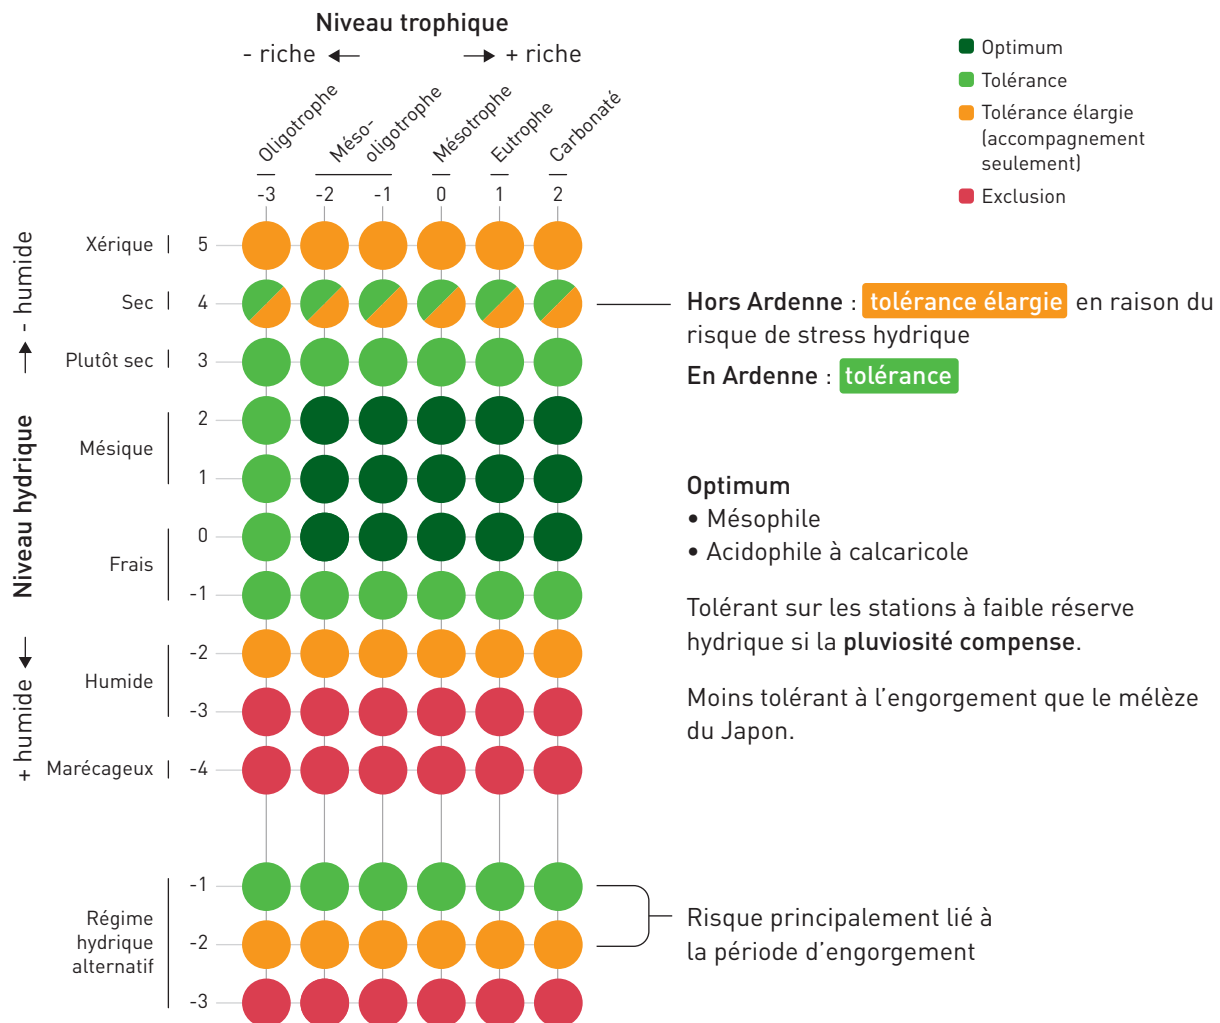 Niveau trophique
- riche ← → + riche
Oligotrophe
Méso-
oligotrophe
Mésotrophe
Eutrophe
Carbonaté
-3 -2 -1 0 1 2
Optimum
Tolérance
Tolérance élargie
(accompagnement
seulement)
Exclusion
Niveau hydrique
→ - humide
+ humide ←
Xérique 5
Sec 4
Plutôt sec 3
Mésique
2
1
Frais
0
-1
Humide
-2
-3
Marécageux -4
Régime
hydrique
alternatif
-1
-2
-3
Hors Ardenne : tolérance élargie en raison du
risque de stress hydrique
En Ardenne : tolérance
Optimum
• Mésophile
• Acidophile à calcaricole
Tolérant sur les stations à faible réserve
hydrique si la pluviosité compense.
Moins tolérant à l'engorgement que le mélèze
du Japon.
Risque principalement lié à
la période d'engorgement